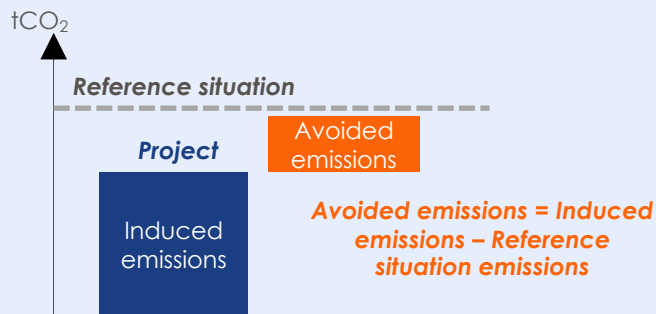 tCO₂
Reference situation
Project
Avoided
emissions
Induced
emissions
Avoided emissions = Induced
emissions – Reference
situation emissions